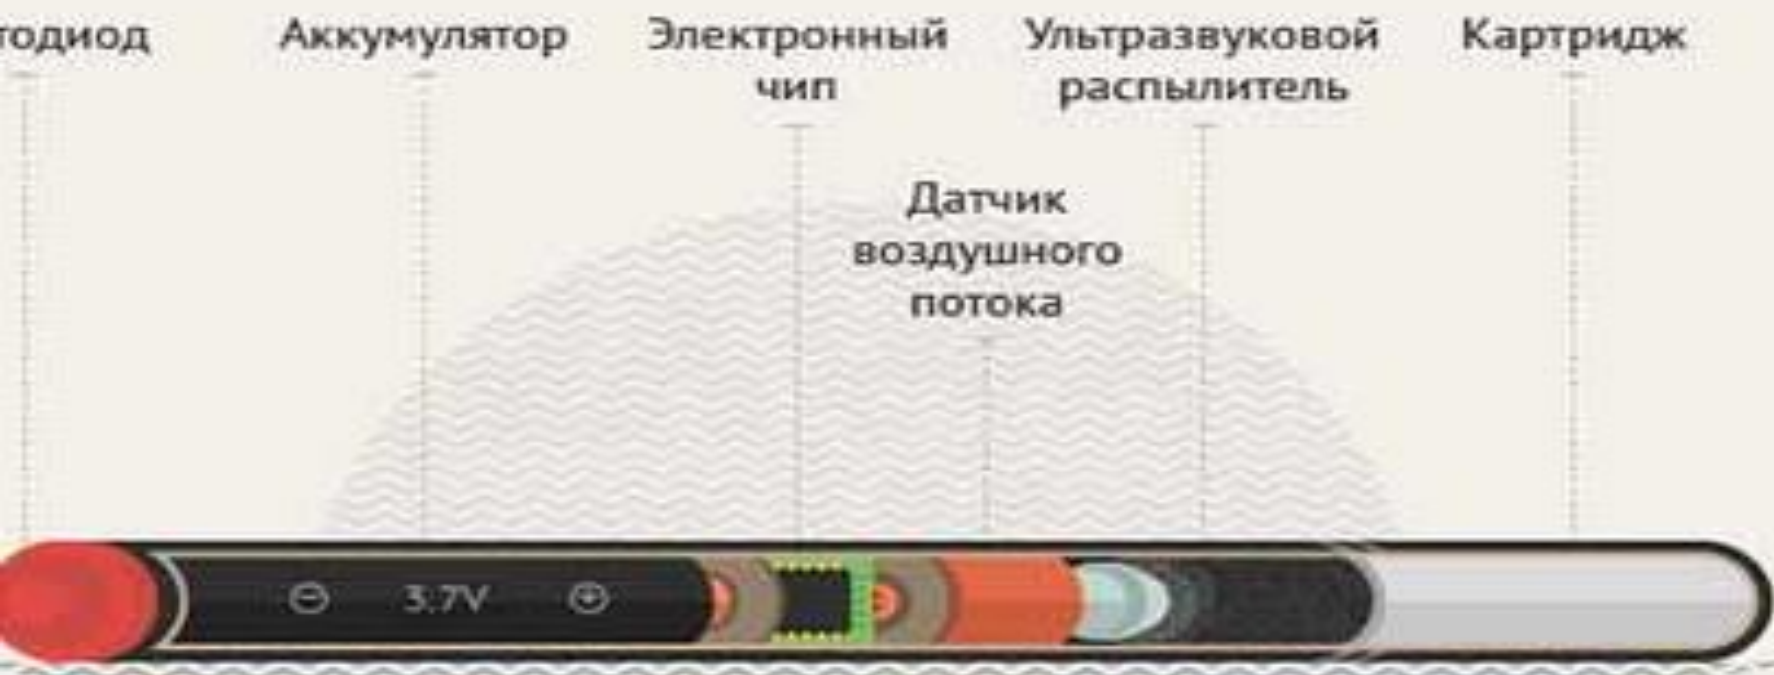 тодиод
Аккумулятор
Электронный
чип
Ультразвуковой
распылитель
Картридж
Датчик
воздушного
потока
3.7V